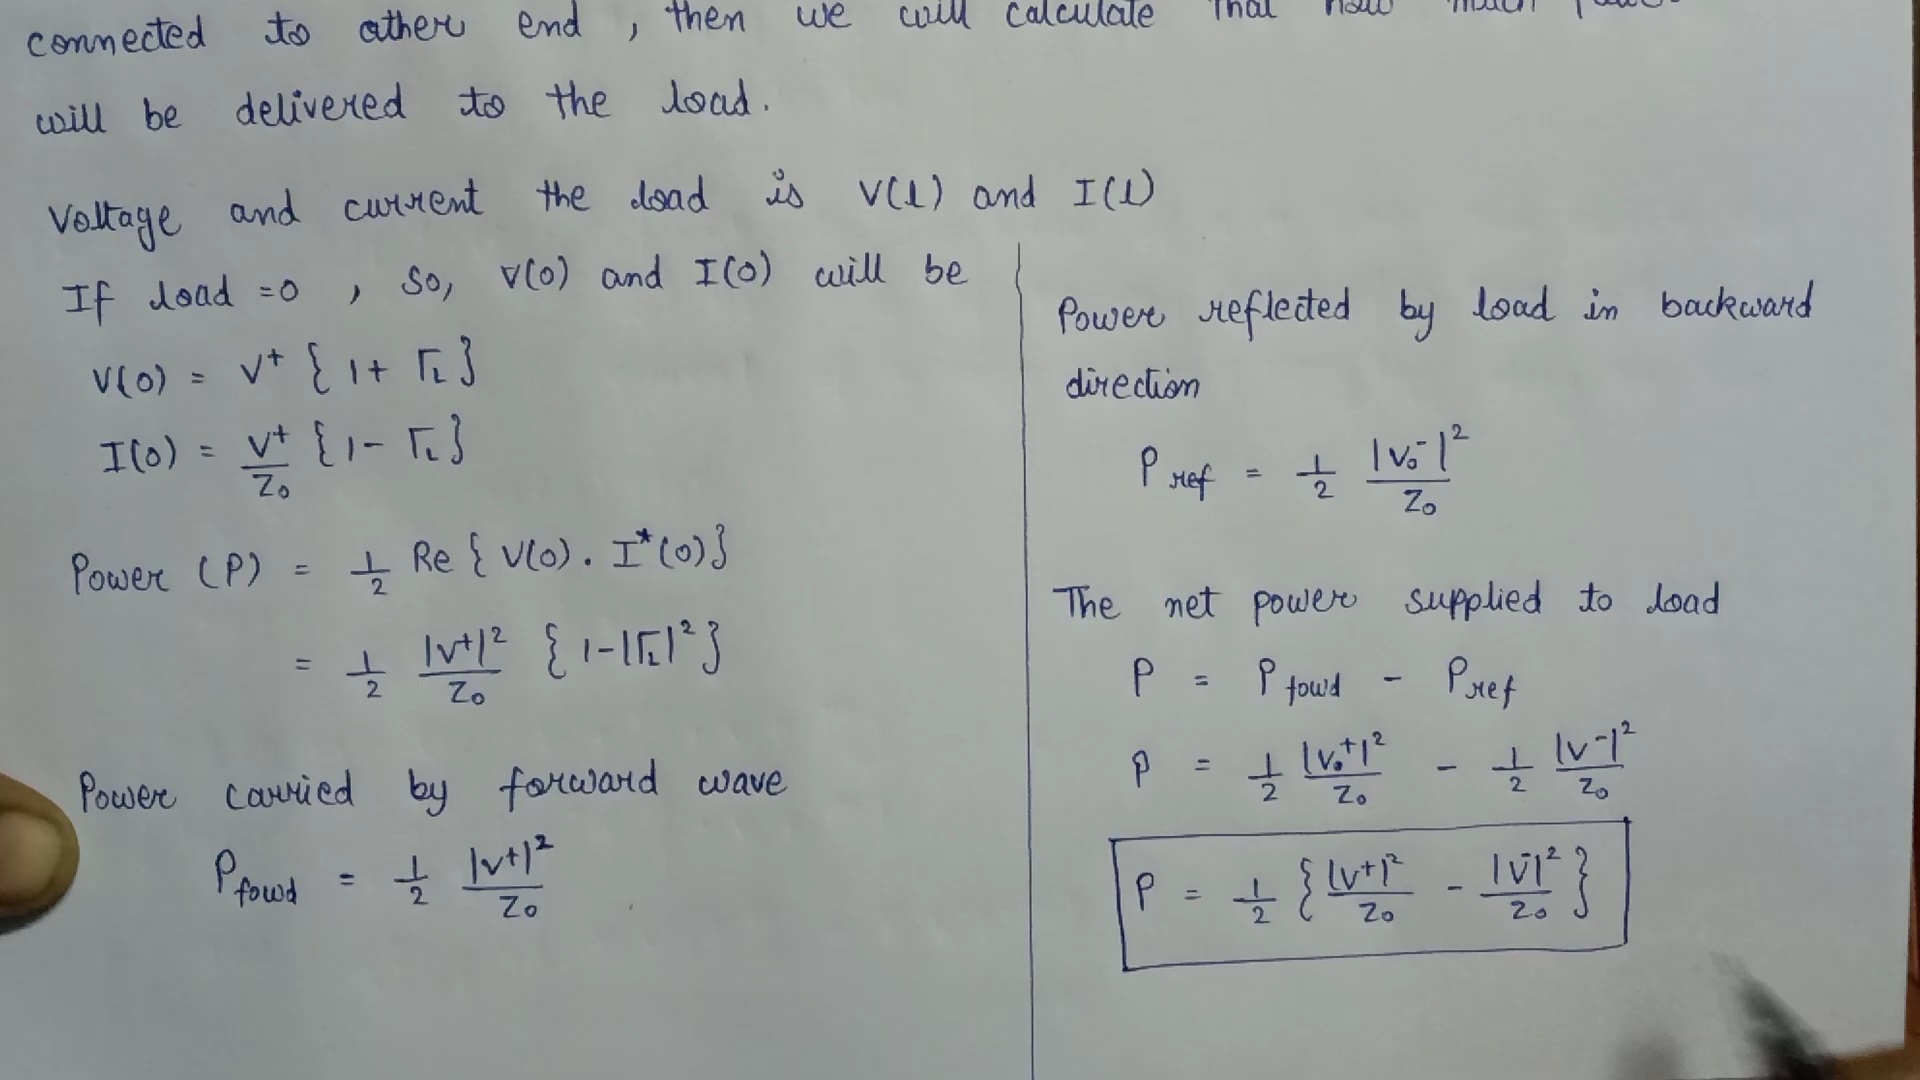 connected to other end , then we will calculate that how much
will be delivered to the load.
Voltage and current the load is V(l) and I(l)
If load =0 , so, V(0) and I(0) will be
V(0) = V⁺ { 1 + Γ_L }
I(0) = V⁺/Z₀ { 1 - Γ_L }
Power (P) = 1/2 Re { V(0) . I*(0) }
= 1/2 |V⁺|²/Z₀ { 1-|Γ_L|² }
Power carried by forward wave
P_fowd = 1/2 |V⁺|²/Z₀
Power reflected by load in backward
direction
P_ref = 1/2 |V₀⁻|²/Z₀
The net power supplied to load
P = P_fowd - P_ref
P = 1/2 |V₀⁺|²/Z₀ - 1/2 |V⁻|²/Z₀
P = 1/2 { |V⁺|²/Z₀ - |V⁻|²/Z₀ }